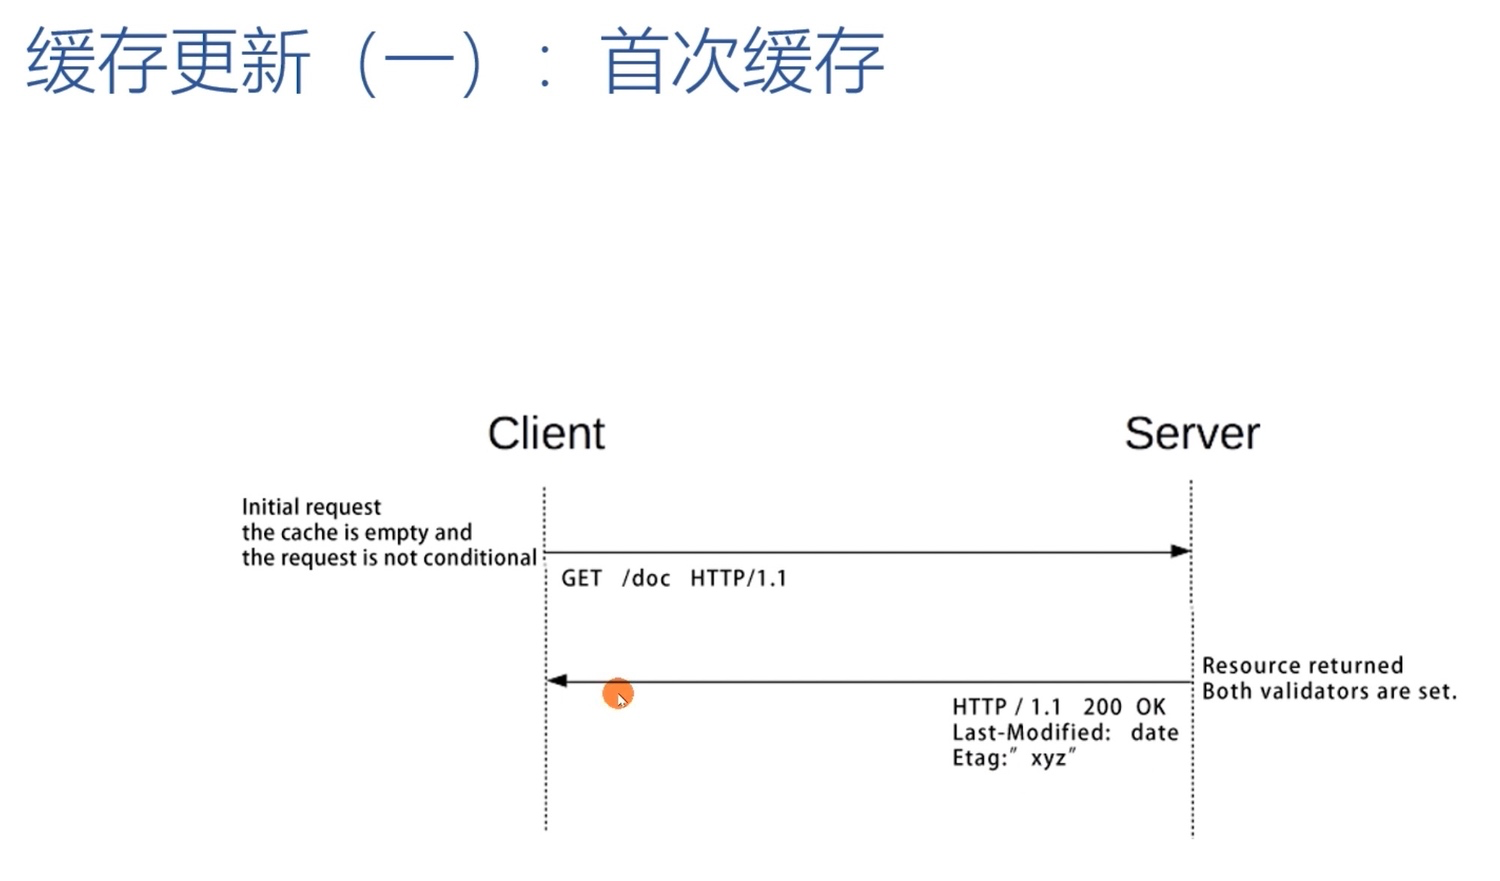 缓存更新（一）：首次缓存
Client
Server
Initial request
the cache is empty and
the request is not conditional
GET /doc HTTP/1.1
Resource returned
Both validators are set.
HTTP / 1.1 200 OK
Last-Modified: date
Etag:″ xyz″